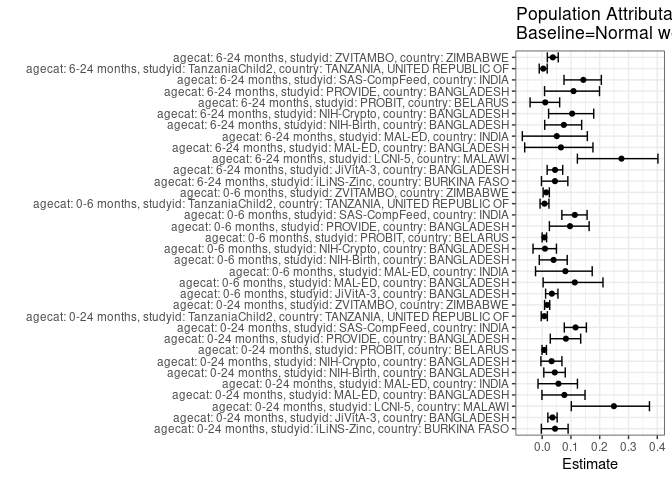 Population Attributa
Baseline=Normal w
agecat: 6-24 months, studyid: ZVITAMBO, country: ZIMBABWE
agecat: 6-24 months, studyid: TanzaniaChild2, country: TANZANIA, UNITED REPUBLIC OF
agecat: 6-24 months, studyid: SAS-CompFeed, country: INDIA
agecat: 6-24 months, studyid: PROVIDE, country: BANGLADESH
agecat: 6-24 months, studyid: PROBIT, country: BELARUS
agecat: 6-24 months, studyid: NIH-Crypto, country: BANGLADESH
agecat: 6-24 months, studyid: NIH-Birth, country: BANGLADESH
agecat: 6-24 months, studyid: MAL-ED, country: INDIA
agecat: 6-24 months, studyid: MAL-ED, country: BANGLADESH
agecat: 6-24 months, studyid: LCNI-5, country: MALAWI
agecat: 6-24 months, studyid: JiVitA-3, country: BANGLADESH
agecat: 6-24 months, studyid: iLiNS-Zinc, country: BURKINA FASO
agecat: 0-6 months, studyid: ZVITAMBO, country: ZIMBABWE
agecat: 0-6 months, studyid: TanzaniaChild2, country: TANZANIA, UNITED REPUBLIC OF
agecat: 0-6 months, studyid: SAS-CompFeed, country: INDIA
agecat: 0-6 months, studyid: PROVIDE, country: BANGLADESH
agecat: 0-6 months, studyid: PROBIT, country: BELARUS
agecat: 0-6 months, studyid: NIH-Crypto, country: BANGLADESH
agecat: 0-6 months, studyid: NIH-Birth, country: BANGLADESH
agecat: 0-6 months, studyid: MAL-ED, country: INDIA
agecat: 0-6 months, studyid: MAL-ED, country: BANGLADESH
agecat: 0-6 months, studyid: JiVitA-3, country: BANGLADESH
agecat: 0-24 months, studyid: ZVITAMBO, country: ZIMBABWE
agecat: 0-24 months, studyid: TanzaniaChild2, country: TANZANIA, UNITED REPUBLIC OF
agecat: 0-24 months, studyid: SAS-CompFeed, country: INDIA
agecat: 0-24 months, studyid: PROVIDE, country: BANGLADESH
agecat: 0-24 months, studyid: PROBIT, country: BELARUS
agecat: 0-24 months, studyid: NIH-Crypto, country: BANGLADESH
agecat: 0-24 months, studyid: NIH-Birth, country: BANGLADESH
agecat: 0-24 months, studyid: MAL-ED, country: INDIA
agecat: 0-24 months, studyid: MAL-ED, country: BANGLADESH
agecat: 0-24 months, studyid: LCNI-5, country: MALAWI
agecat: 0-24 months, studyid: JiVitA-3, country: BANGLADESH
agecat: 0-24 months, studyid: iLiNS-Zinc, country: BURKINA FASO
0.0 0.1 0.2 0.3 0.4
Estimate